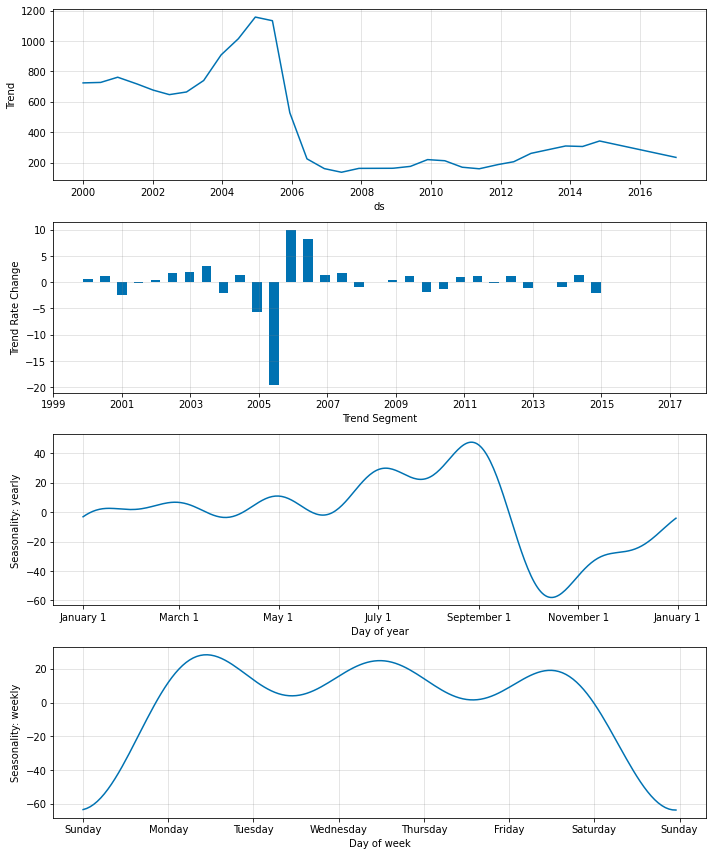 1200
1000
800
600
400
200
Trend
2000 2002 2004 2006 2008 2010 2012 2014 2016
ds
10
5
0
−5
−10
−15
−20
Trend Rate Change
1999 2001 2003 2005 2007 2009 2011 2013 2015 2017
Trend Segment
40
20
0
−20
−40
−60
Seasonality: yearly
January 1 March 1 May 1 July 1 September 1 November 1 January 1
Day of year
20
0
−20
−40
−60
Seasonality: weekly
Sunday Monday Tuesday Wednesday Thursday Friday Saturday Sunday
Day of week